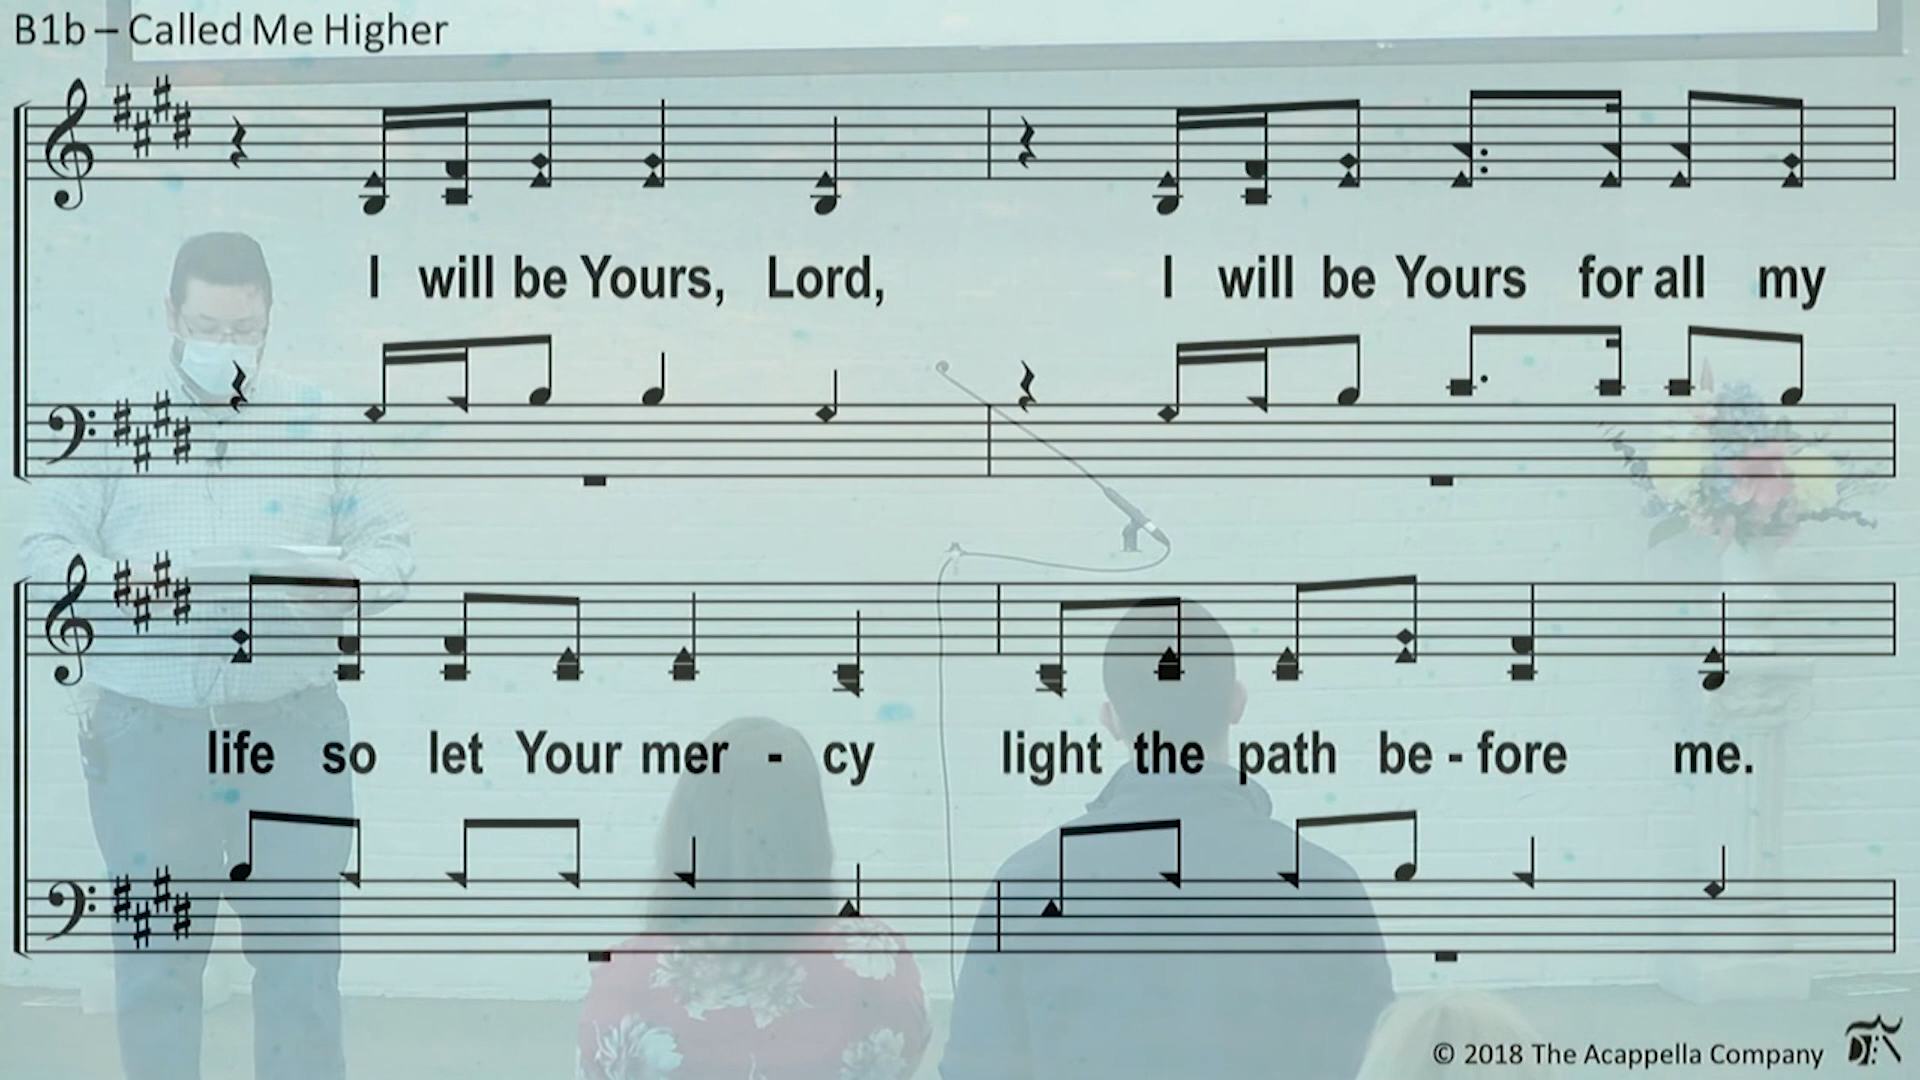 B1b – Called Me Higher
I will be Yours, Lord, I will be Yours for all my
life so let Your mer - cy light the path be - fore me.
© 2018 The Acappella Company